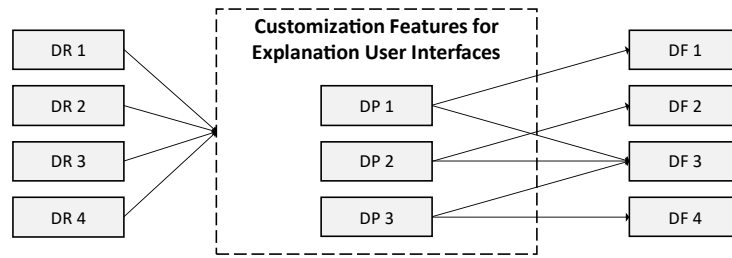 Customization Features for
Explanation User Interfaces
DR 1
DR 2
DR 3
DR 4
DP 1
DP 2
DP 3
DF 1
DF 2
DF 3
DF 4